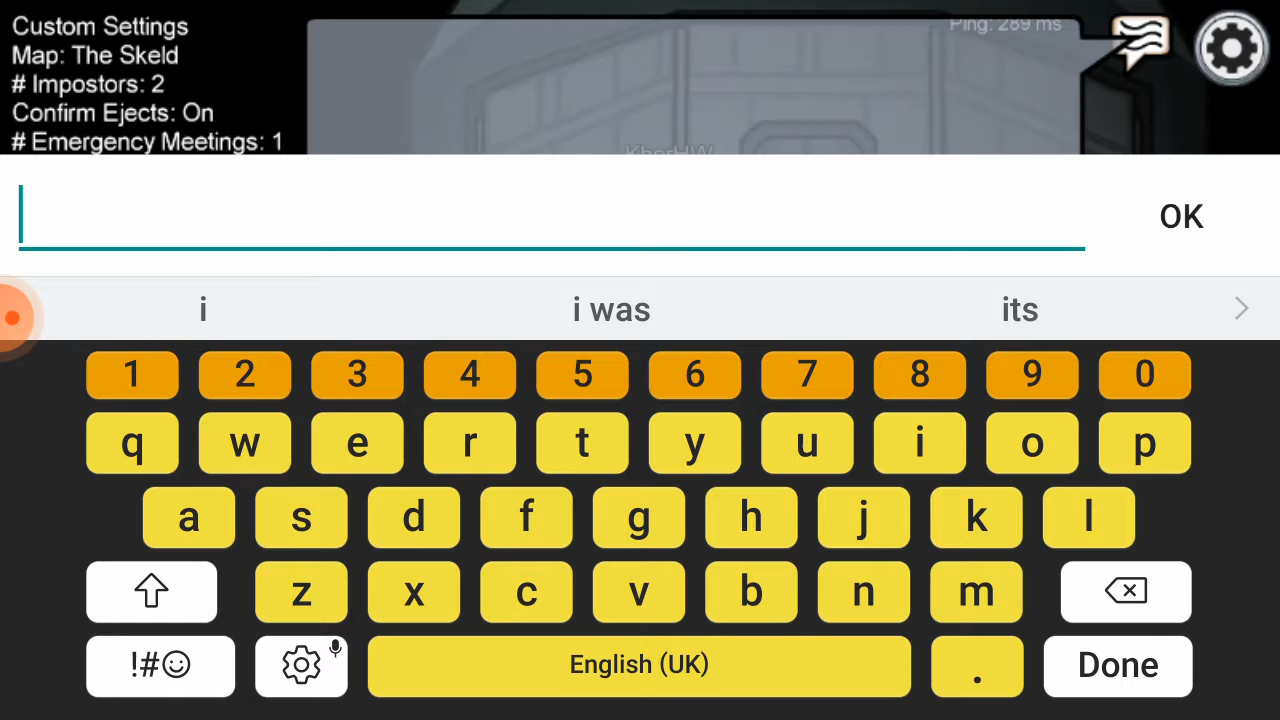 Custom Settings
Map: The Skeld
# Impostors: 2
Confirm Ejects: On
# Emergency Meetings: 1
Ping: 289 ms
OK
i i was its
1 2 3 4 5 6 7 8 9 0
q w e r t y u i o p
a s d f g h j k l
z x c v b n m
!#☺ English (UK) . Done